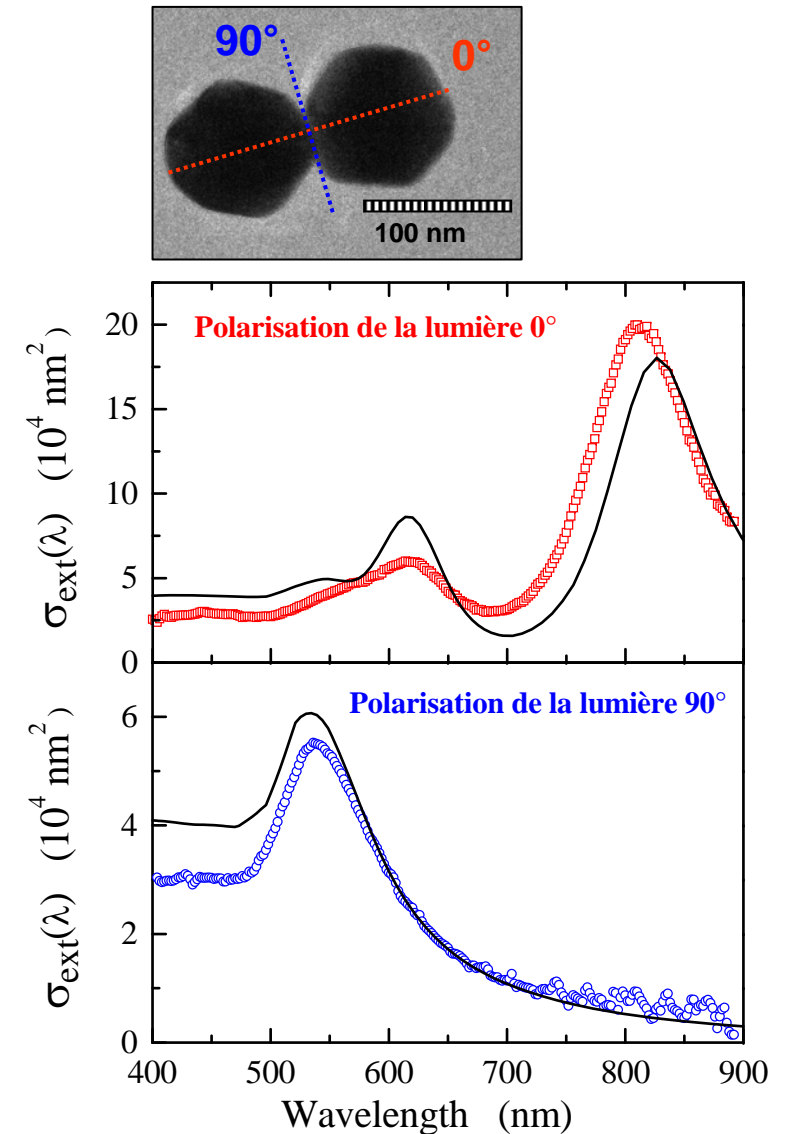 90°
0°
100 nm
Polarisation de la lumière 0°
20
15
10
5
0
σext(λ) (10⁴ nm²)
Polarisation de la lumière 90°
6
4
2
0
σext(λ) (10⁴ nm²)
400 500 600 700 800 900
Wavelength (nm)